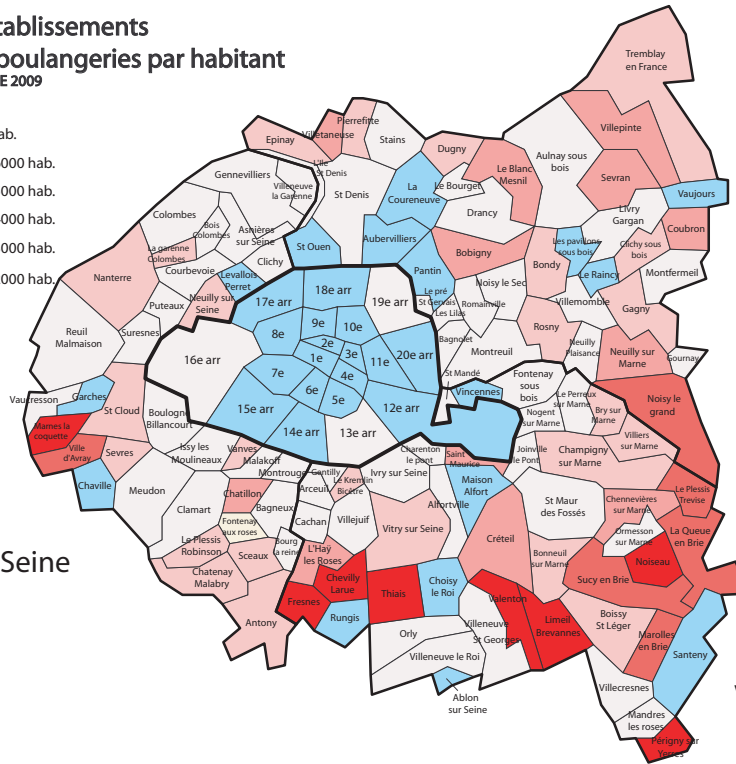 tablissements
boulangeries par habitant
E 2009
ab.
5000 hab.
000 hab.
000 hab.
000 hab.
000 hab.
Seine
Tremblay
en France
Villepinte
Pierrefitte
Villetaneuse
Epinay
Stains
Dugny
Aulnay sous
bois
Le Blanc
Mesnil
Sevran
Vaujours
L'Ile
St Denis
Gennevilliers
Villeneuve
la Garenne
St Denis
La
Coureneuve
Le Bourget
Drancy
Livry
Gargan
Coubron
Colombes
Bois
Colombes
Asnières
sur Seine
St Ouen
Aubervilliers
Les pavillons
sous bois
Clichy sous
bois
La garenne
Colombes
Clichy
Bobigny
Bondy
Le Raincy
Montfermeil
Nanterre
Courbevoie
Levallois
Perret
Pantin
Noisy le Sec
Neuilly sur
Seine
17e arr
18e arr
19e arr
Le pré
St Gervais
Les Lilas
Romainville
Villemomble
Gagny
Puteaux
Suresnes
Reuil
Malmaison
8e
9e
10e
2e
1e
3e
11e
20e arr
Bagnolet
Montreuil
Rosny
Neuilly
Plaisance
Neuilly sur
Marne
Gournay
16e arr
7e
4e
6e
5e
12e arr
St Mandé
Vincennes
Fontenay
sous
bois
Le Perreux
sur Marne
Nogent
sur Marne
Bry sur
Marne
Noisy le
grand
Vaucresson
Garches
St Cloud
Marnes la
coquette
Boulogne
Billancourt
15e arr
14e arr
13e arr
Ville
d'Avray
Sevres
Issy les
Moulineaux
Vanves
Malakoff
Montrouge
Gentilly
Le Kremlin
Bicêtre
Ivry sur Seine
Charenton
le pont
Saint
Maurice
Joinville
le Pont
Champigny
sur Marne
Villiers
sur Marne
Chaville
Meudon
Clamart
Chatillon
Bagneux
Arceuil
Cachan
Villejuif
Vitry sur Seine
Alfortville
Maison
Alfort
St Maur
des Fossés
Chennevières
sur Marne
Le Plessis
Trevise
Fontenay
aux roses
Bourg
la reine
Ormesson
sur Marne
La Queue
en Brie
Le Plessis
Robinson
Sceaux
L'Haÿ
les Roses
Créteil
Bonneuil
sur Marne
Noiseau
Chatenay
Malabry
Chevilly
Larue
Thiais
Choisy
le Roi
Sucy en Brie
Antony
Fresnes
Rungis
Valenton
Limeil
Brevannes
Boissy
St Léger
Orly
Villeneuve
St Georges
Marolles
en Brie
Santeny
Villeneuve le Roi
Ablon
sur Seine
Villecresnes
Mandres
les roses
Périgny sur
Yerres